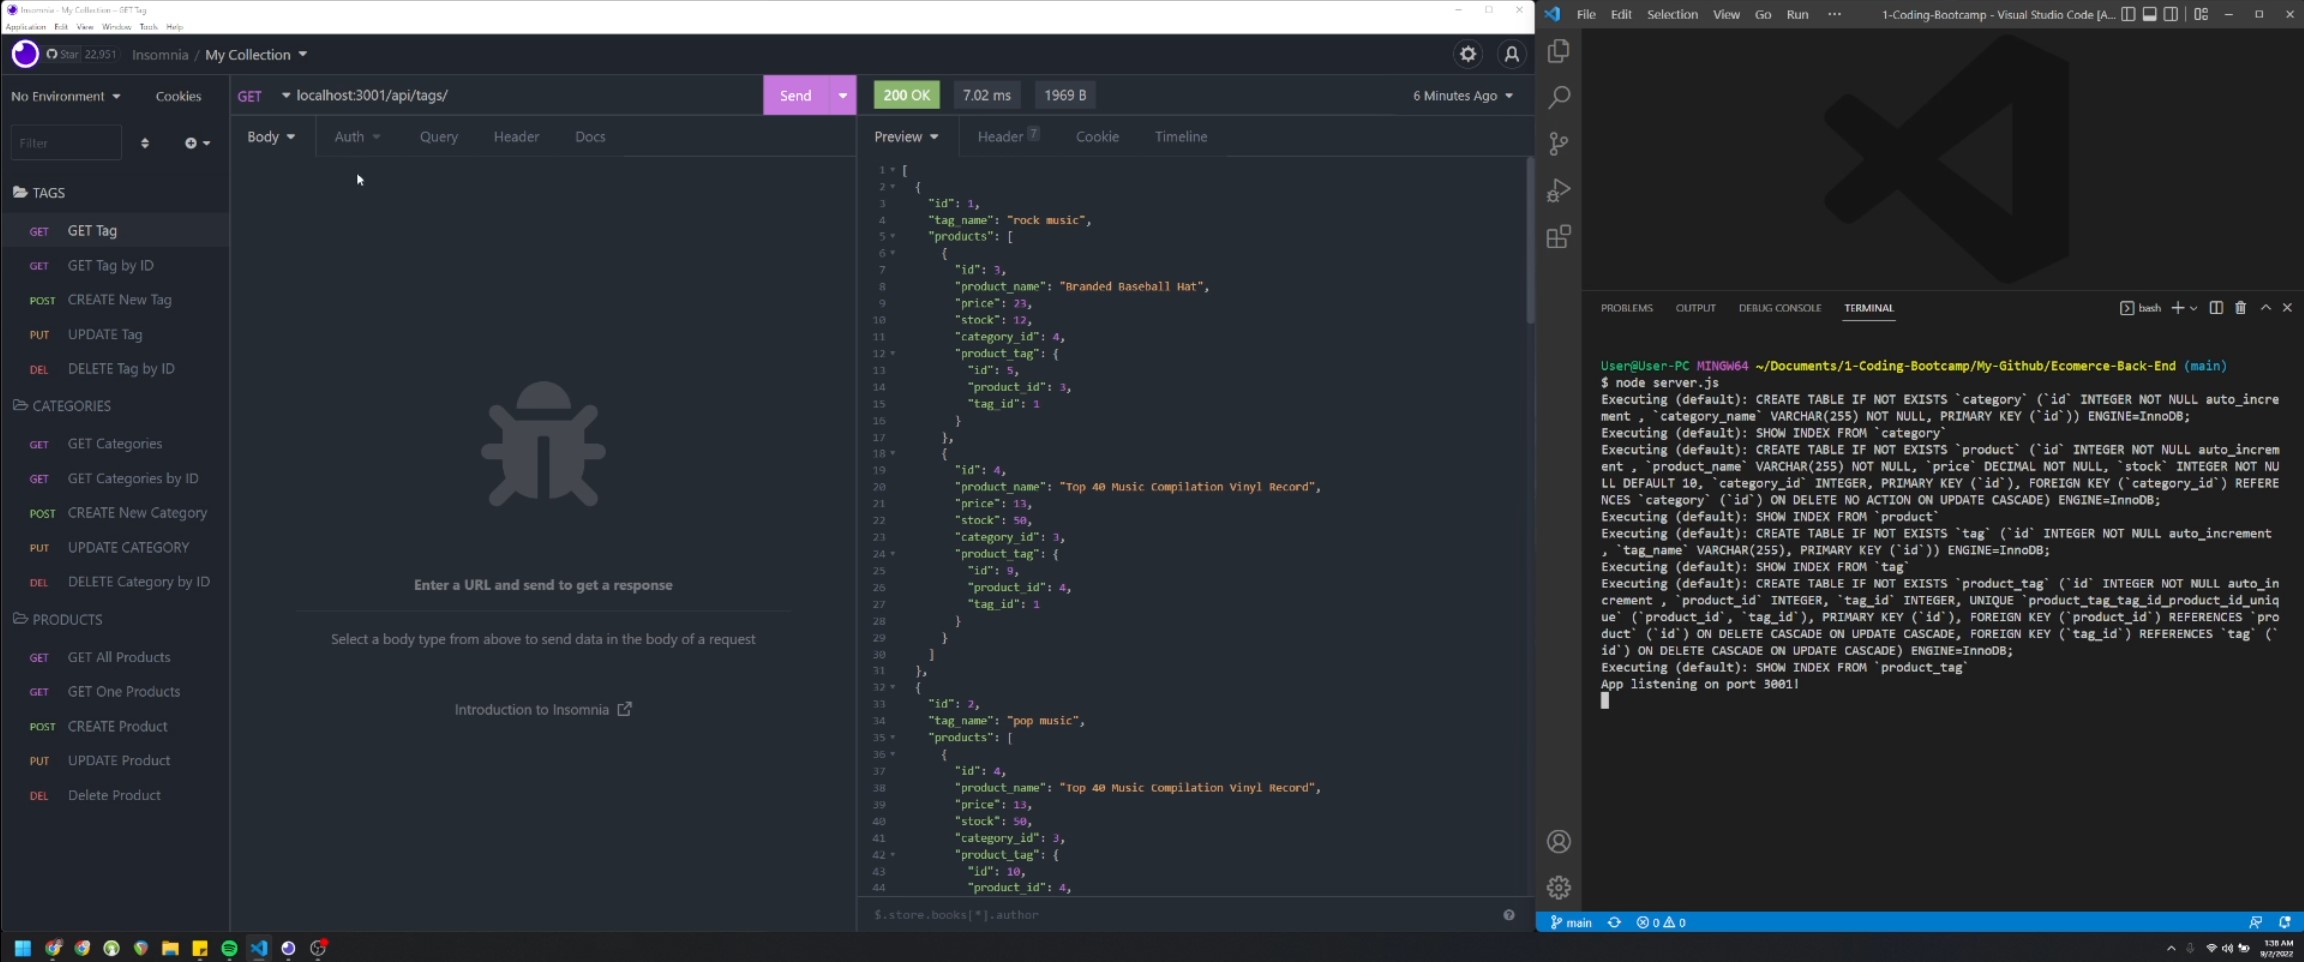 Insomnia - My Collection – GET Tag
Application Edit View Window Tools Help
Star 22,951 Insomnia / My Collection
No Environment Cookies
Filter
TAGS
GET GET Tag
GET GET Tag by ID
POST CREATE New Tag
PUT UPDATE Tag
DEL DELETE Tag by ID
CATEGORIES
GET GET Categories
GET GET Categories by ID
POST CREATE New Category
PUT UPDATE CATEGORY
DEL DELETE Category by ID
PRODUCTS
GET GET All Products
GET GET One Products
POST CREATE Product
PUT UPDATE Product
DEL Delete Product
GET localhost:3001/api/tags/ Send
Body Auth Query Header Docs
Enter a URL and send to get a response
Select a body type from above to send data in the body of a request
Introduction to Insomnia
200 OK 7.02 ms 1969 B 6 Minutes Ago
Preview Header 7 Cookie Timeline
1 [
2 {
3 "id": 1,
4 "tag_name": "rock music",
5 "products": [
6 {
7 "id": 3,
8 "product_name": "Branded Baseball Hat",
9 "price": 23,
10 "stock": 12,
11 "category_id": 4,
12 "product_tag": {
13 "id": 5,
14 "product_id": 3,
15 "tag_id": 1
16 }
17 },
18 {
19 "id": 4,
20 "product_name": "Top 40 Music Compilation Vinyl Record",
21 "price": 13,
22 "stock": 50,
23 "category_id": 3,
24 "product_tag": {
25 "id": 9,
26 "product_id": 4,
27 "tag_id": 1
28 }
29 }
30 ]
31 },
32 {
33 "id": 2,
34 "tag_name": "pop music",
35 "products": [
36 {
37 "id": 4,
38 "product_name": "Top 40 Music Compilation Vinyl Record",
39 "price": 13,
40 "stock": 50,
41 "category_id": 3,
42 "product_tag": {
43 "id": 10,
44 "product_id": 4,
$.store.books[*].author
File Edit Selection View Go Run ··· 1-Coding-Bootcamp - Visual Studio Code [A...
PROBLEMS OUTPUT DEBUG CONSOLE TERMINAL bash
User@User-PC MINGW64 ~/Documents/1-Coding-Bootcamp/My-Github/Ecomerce-Back-End (main)
$ node server.js
Executing (default): CREATE TABLE IF NOT EXISTS `category` (`id` INTEGER NOT NULL auto_incre
ment , `category_name` VARCHAR(255) NOT NULL, PRIMARY KEY (`id`)) ENGINE=InnoDB;
Executing (default): SHOW INDEX FROM `category`
Executing (default): CREATE TABLE IF NOT EXISTS `product` (`id` INTEGER NOT NULL auto_increm
ent , `product_name` VARCHAR(255) NOT NULL, `price` DECIMAL NOT NULL, `stock` INTEGER NOT NU
LL DEFAULT 10, `category_id` INTEGER, PRIMARY KEY (`id`), FOREIGN KEY (`category_id`) REFERE
NCES `category` (`id`) ON DELETE NO ACTION ON UPDATE CASCADE) ENGINE=InnoDB;
Executing (default): SHOW INDEX FROM `product`
Executing (default): CREATE TABLE IF NOT EXISTS `tag` (`id` INTEGER NOT NULL auto_increment
, `tag_name` VARCHAR(255), PRIMARY KEY (`id`)) ENGINE=InnoDB;
Executing (default): SHOW INDEX FROM `tag`
Executing (default): CREATE TABLE IF NOT EXISTS `product_tag` (`id` INTEGER NOT NULL auto_in
crement , `product_id` INTEGER, `tag_id` INTEGER, UNIQUE `product_tag_tag_id_product_id_uniq
ue` (`product_id`, `tag_id`), PRIMARY KEY (`id`), FOREIGN KEY (`product_id`) REFERENCES `pro
duct` (`id`) ON DELETE CASCADE ON UPDATE CASCADE, FOREIGN KEY (`tag_id`) REFERENCES `tag` (`
id`) ON DELETE CASCADE ON UPDATE CASCADE) ENGINE=InnoDB;
Executing (default): SHOW INDEX FROM `product_tag`
App listening on port 3001!
main 0 0
1:38 AM
9/2/2022